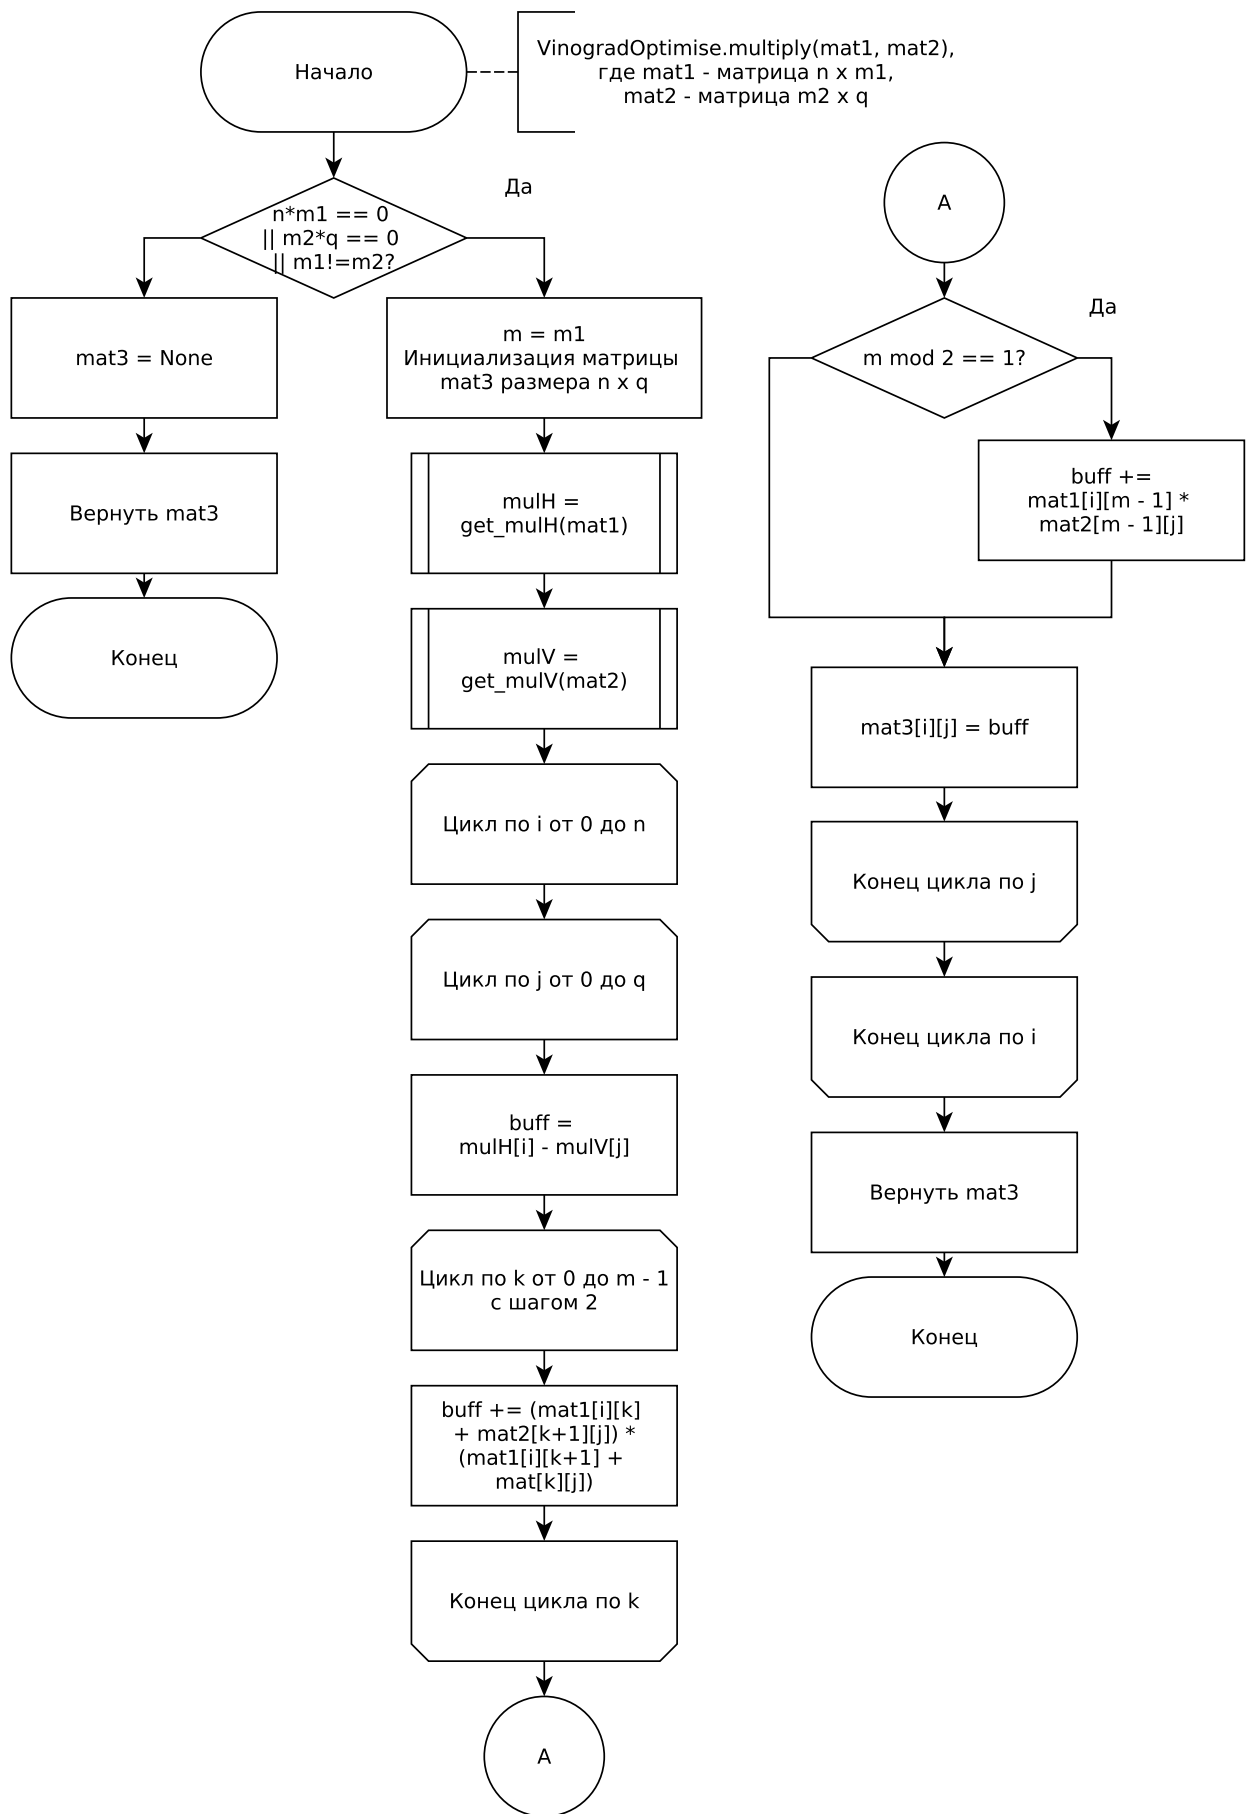 Начало
VinogradOptimise.multiply(mat1, mat2),
где mat1 - матрица n x m1,
mat2 - матрица m2 x q
Да
n*m1 == 0
|| m2*q == 0
|| m1!=m2?
mat3 = None
Вернуть mat3
Конец
m = m1
Инициализация матрицы
mat3 размера n x q
mulH =
get_mulH(mat1)
mulV =
get_mulV(mat2)
Цикл по i от 0 до n
Цикл по j от 0 до q
buff =
mulH[i] - mulV[j]
Цикл по k от 0 до m - 1
с шагом 2
buff += (mat1[i][k]
+ mat2[k+1][j]) *
(mat1[i][k+1] +
mat[k][j])
Конец цикла по k
A
A
Да
m mod 2 == 1?
buff +=
mat1[i][m - 1] *
mat2[m - 1][j]
mat3[i][j] = buff
Конец цикла по j
Конец цикла по i
Вернуть mat3
Конец